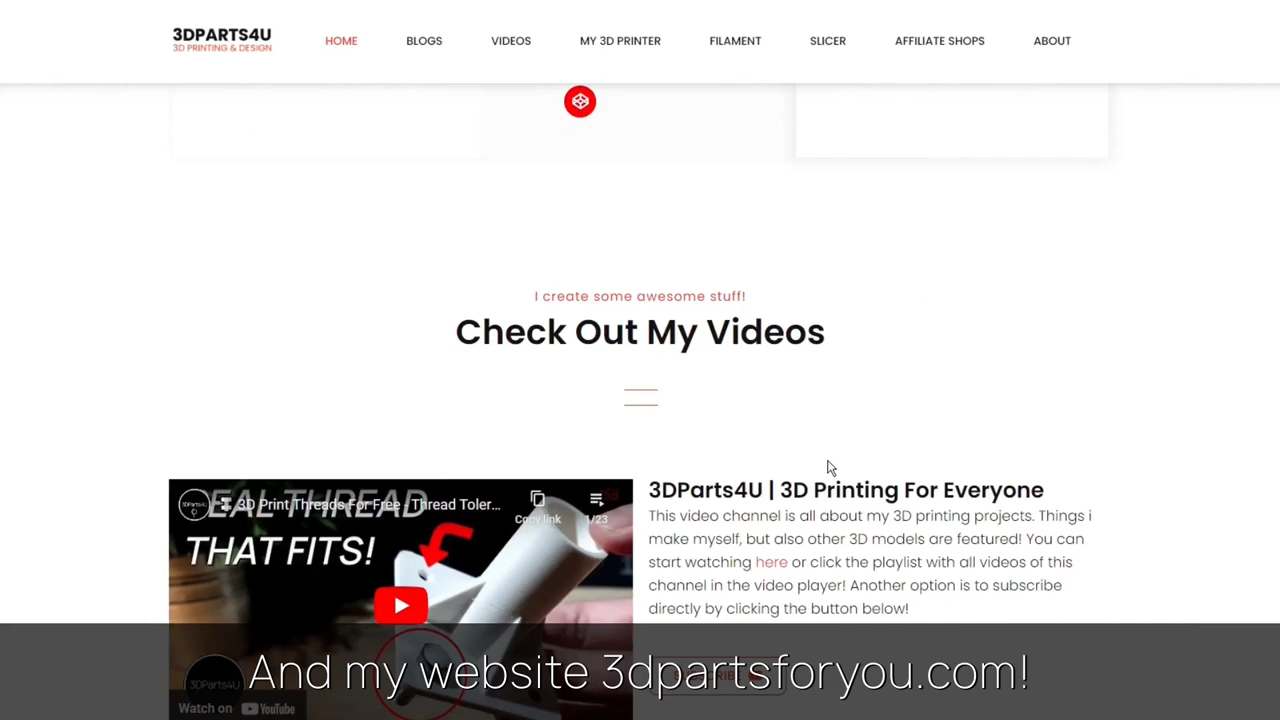 3DPARTS4U
3D PRINTING & DESIGN
HOME
BLOGS
VIDEOS
MY 3D PRINTER
FILAMENT
SLICER
AFFILIATE SHOPS
ABOUT
I create some awesome stuff!
Check Out My Videos
EAL THREAD
3D Print Threads For Free - Thread Toler...
Copy link
1/23
THAT FITS!
3DParts4U | 3D Printing For Everyone
This video channel is all about my 3D printing projects. Things i
make myself, but also other 3D models are featured! You can
start watching here or click the playlist with all videos of this
channel in the video player! Another option is to subscribe
directly by clicking the button below!
And my website 3dpartsforyou.com!
3DParts4U
Watch on YouTube